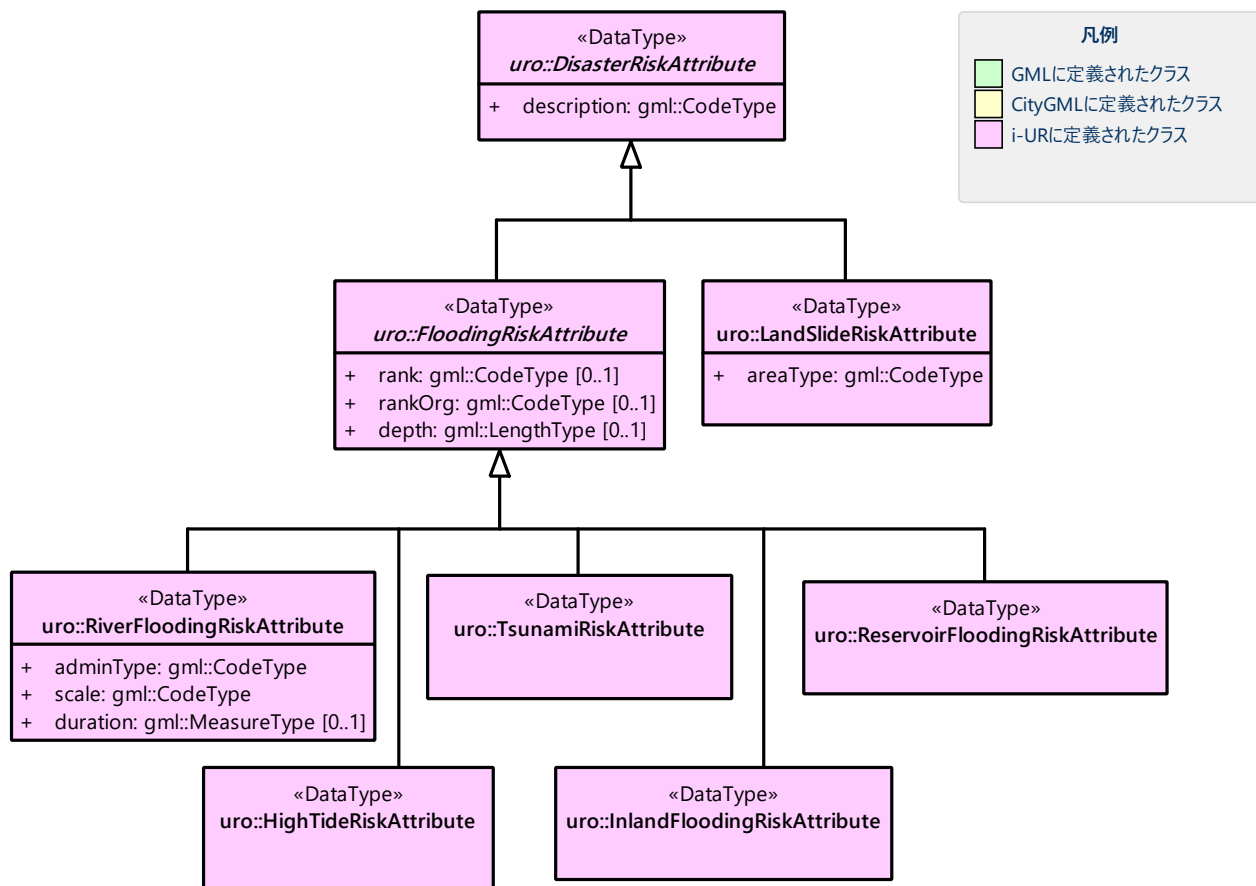 «DataType»
uro::DisasterRiskAttribute
+ description: gml::CodeType
凡例
GMLに定義されたクラス
CityGMLに定義されたクラス
i-URに定義されたクラス
«DataType»
uro::FloodingRiskAttribute
+ rank: gml::CodeType [0..1]
+ rankOrg: gml::CodeType [0..1]
+ depth: gml::LengthType [0..1]
«DataType»
uro::LandSlideRiskAttribute
+ areaType: gml::CodeType
«DataType»
uro::RiverFloodingRiskAttribute
+ adminType: gml::CodeType
+ scale: gml::CodeType
+ duration: gml::MeasureType [0..1]
«DataType»
uro::TsunamiRiskAttribute
«DataType»
uro::ReservoirFloodingRiskAttribute
«DataType»
uro::HighTideRiskAttribute
«DataType»
uro::InlandFloodingRiskAttribute